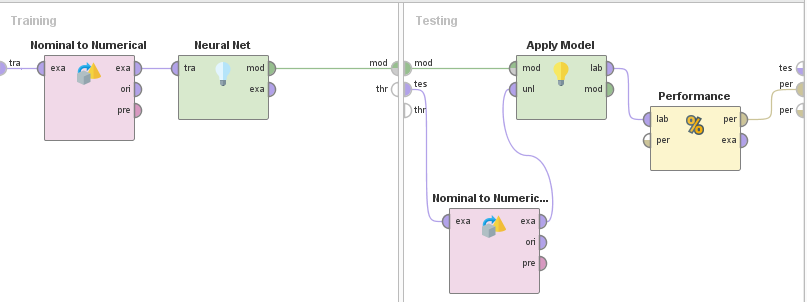 Training
Testing
Nominal to Numerical
Neural Net
Apply Model
tra
exa
exa
ori
pre
tra
mod
exa
mod
thr
mod
tes
thr
mod
unl
lab
mod
Performance
lab
per
per
exa
%
tes
per
per
Nominal to Numeric...
exa
exa
ori
pre